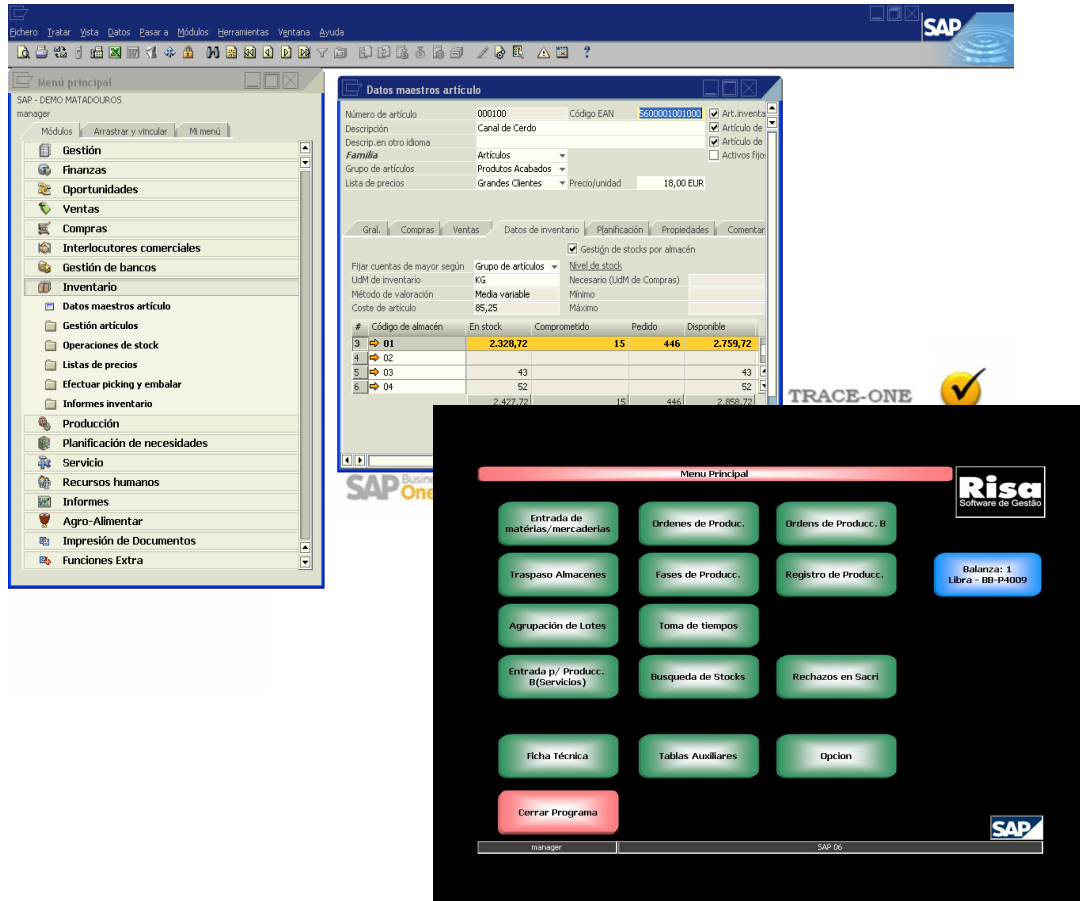 Fichero Tratar Vista Datos Pasar a Módulos Herramientas Ventana Ayuda
SAP
Menú principal
SAP - DEMO MATADOUROS
manager
Módulos Arrastrar y vincular Mi menú
Gestión
Finanzas
Oportunidades
Ventas
Compras
Interlocutores comerciales
Gestión de bancos
Inventario
Datos maestros artículo
Gestión artículos
Operaciones de stock
Listas de precios
Efectuar picking y embalar
Informes inventario
Producción
Planificación de necesidades
Servicio
Recursos humanos
Informes
Agro-Alimentar
Impresión de Documentos
Funciones Extra
Datos maestros artículo
Número de artículo 000100 Código EAN 5600001001000 Art.inventa
Descripción Canal de Cerdo Artículo de
Descrip.en otro idioma Artículo de
Familia Artículos Activos fijo
Grupo de artículos Produtos Acabados
Lista de precios Grandes Clientes Precio/unidad 18,00 EUR
Gral. Compras Ventas Datos de inventario Planificación Propiedades Comentar
Gestión de stocks por almacén
Fijar cuentas de mayor según Grupo de artículos Nivel de stock
UdM de inventario KG Necesario (UdM de Compras)
Método de valoración Media variable Mínimo
Coste de artículo 85,25 Máximo
# Código de almacén En stock Comprometido Pedido Disponible
3 01 2.328,72 15 446 2.759,72
4 02
5 03 43 43
6 04 52 52
2.427,72 15 446 2.858,72
SAP Busine
One
TRACE-ONE
Menu Principal
Risa
Software de Gestão
Entrada de
matérias/mercaderias
Ordenes de Produc.
Ordens de Producc. B
Traspaso Almacenes
Fases de Producc.
Registro de Producc.
Balanza: 1
Libra - BB-P4009
Agrupación de Lotes
Toma de tiempos
Entrada p/ Producc.
B(Servicios)
Busqueda de Stocks
Rechazos en Sacri
Ficha Técnica
Tablas Auxiliares
Opcion
Cerrar Programa
SAP
manager SAP 06